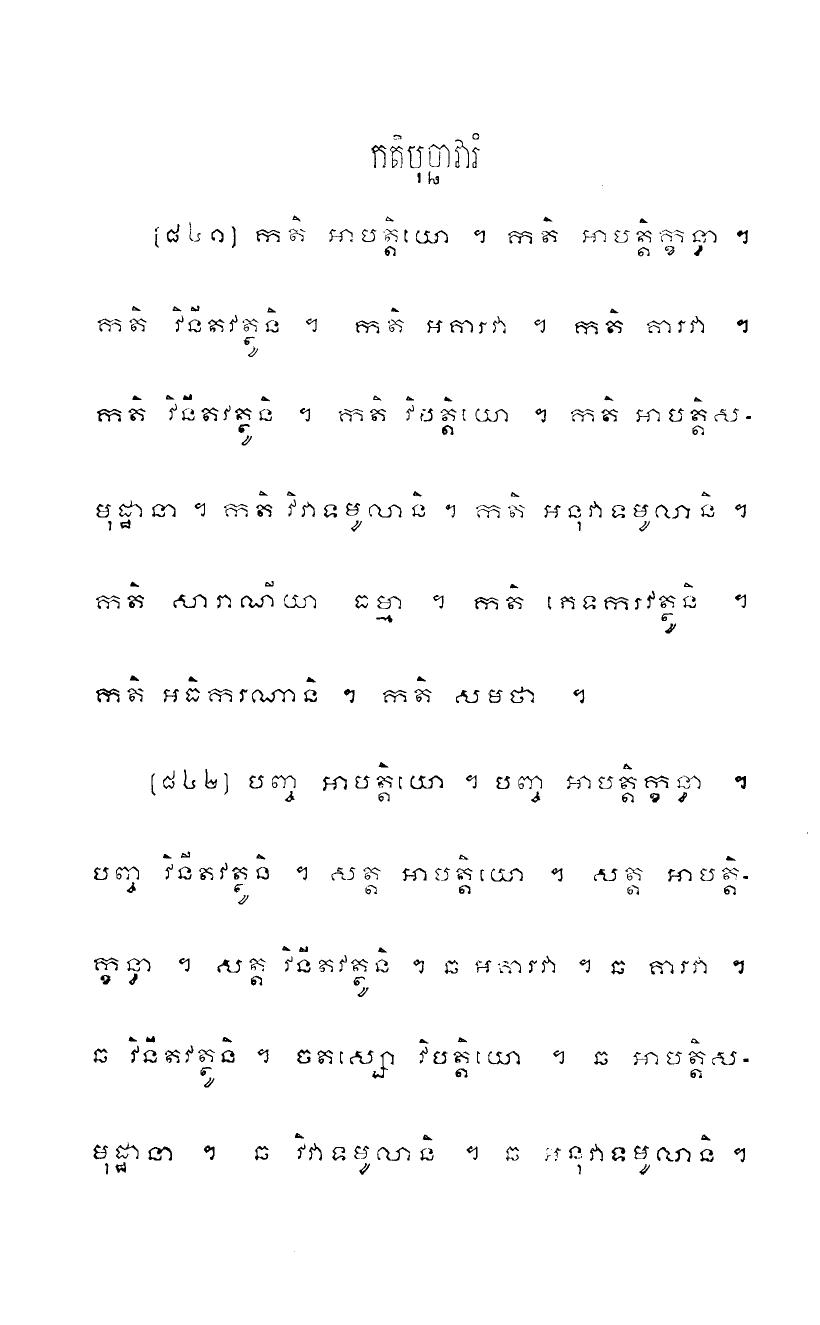 កតិបុច្ឆាវារំ
[៨៤១] កតិ អាបត្តិយោ ។ កតិ អាបត្តិក្ខន្ធា ។
កតិ វិនីតវត្ថូនិ ។ កតិ អគារវា ។ កតិ គារវា ។
កតិ វិនីតវត្ថូនិ ។ កតិ វិបត្តិយោ ។ កតិ អាបត្តិស-
មុដ្ឋានា ។ កតិ វិវាទមូលានិ ។ កតិ អនុវាទមូលានិ ។
កតិ សារាណីយា ធម្មា ។ កតិ ភេទករវត្ថូនិ ។
កតិ អធិករណានិ ។ កតិ សមថា ។
[៨៤២] បញ្ច អាបត្តិយោ ។ បញ្ច អាបត្តិក្ខន្ធា ។
បញ្ច វិនីតវត្ថូនិ ។ សត្ត អាបត្តិយោ ។ សត្ត អាបត្តិ-
ក្ខន្ធា ។ សត្ត វិនីតវត្ថូនិ ។ ឆ អគារវា ។ ឆ គារវា ។
ឆ វិនីតវត្ថូនិ ។ ចតស្សោ វិបត្តិយោ ។ ឆ អាបត្តិស-
មុដ្ឋានា ។ ឆ វិវាទមូលានិ ។ ឆ អនុវាទមូលានិ ។